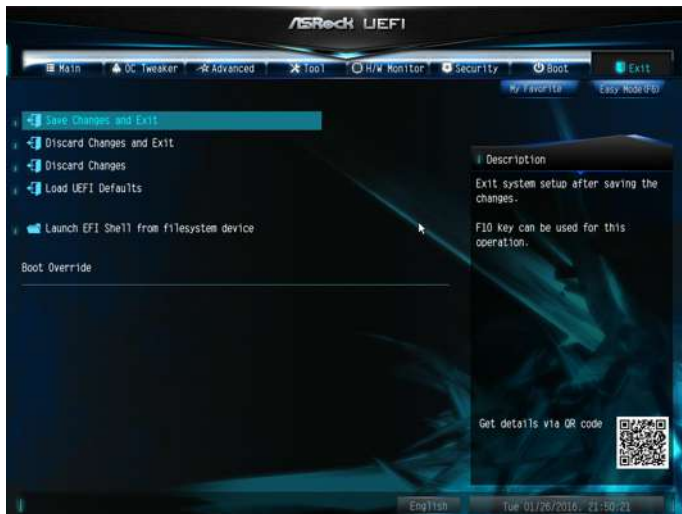 ASRock UEFI
Main OC Tweaker Advanced Tool H/W Monitor Security Boot Exit
My Favorite Easy Mode(F6)
Save Changes and Exit
Discard Changes and Exit
Discard Changes
Load UEFI Defaults
Launch EFI Shell from filesystem device
Boot Override
Description
Exit system setup after saving the
changes.
F10 key can be used for this
operation.
Get details via QR code
English Tue 01/26/2016. 21:50:21